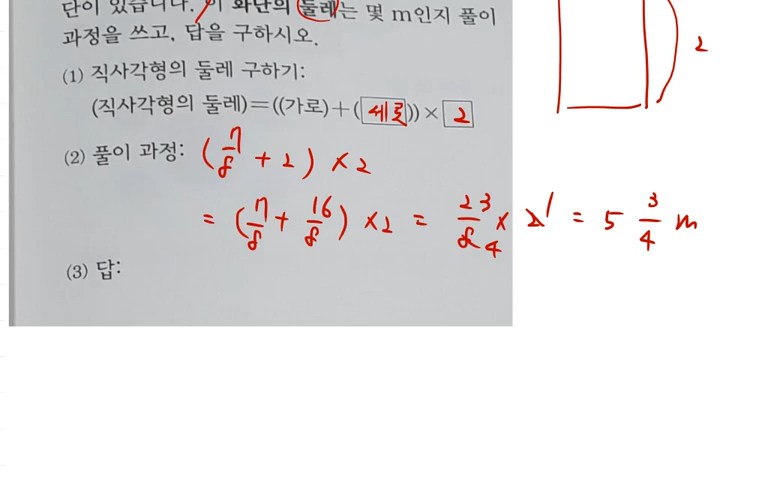 단이 있습니다. 이 화단의 둘레는 몇 m인지 풀이
과정을 쓰고, 답을 구하시오.
2
(1) 직사각형의 둘레 구하기:
(직사각형의 둘레)=((가로)+(세로))×2
(2) 풀이 과정: (7/8 + 2) × 2
= (7/8 + 16/8) × 2 = 23/8 4 × 2 1 = 5 3/4 m
(3) 답: